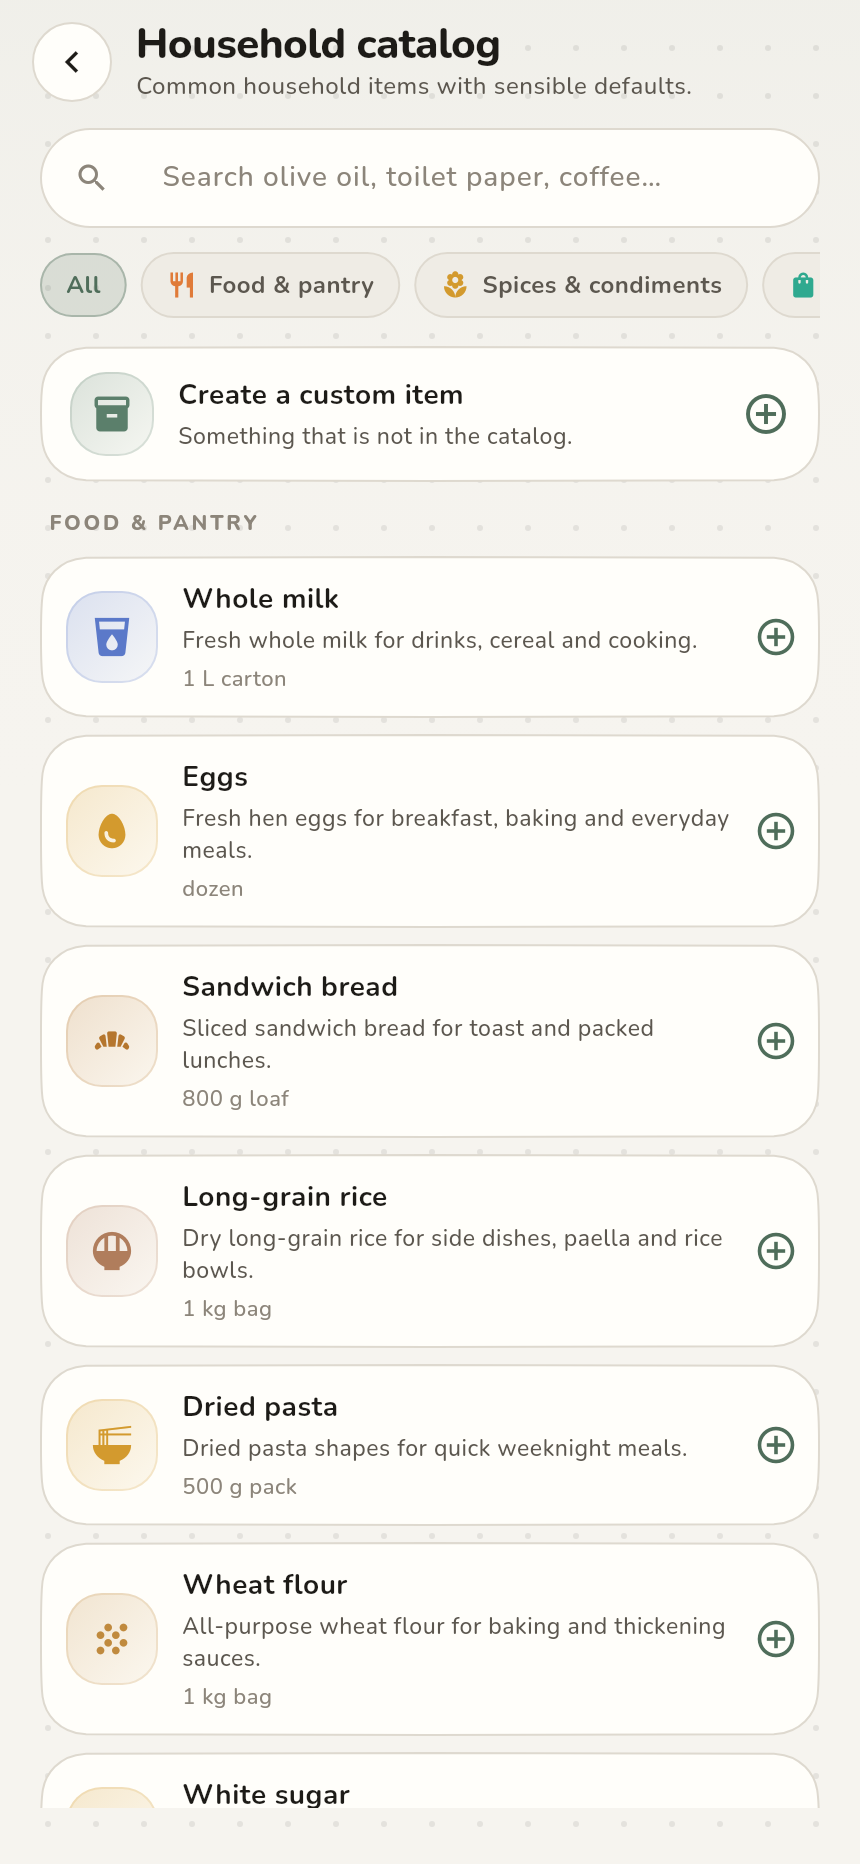 Household catalog
Common household items with sensible defaults.
Search olive oil, toilet paper, coffee...
All
Food & pantry
Spices & condiments
Create a custom item
Something that is not in the catalog.
FOOD & PANTRY
Whole milk
Fresh whole milk for drinks, cereal and cooking.
1 L carton
Eggs
Fresh hen eggs for breakfast, baking and everyday
meals.
dozen
Sandwich bread
Sliced sandwich bread for toast and packed
lunches.
800 g loaf
Long-grain rice
Dry long-grain rice for side dishes, paella and rice
bowls.
1 kg bag
Dried pasta
Dried pasta shapes for quick weeknight meals.
500 g pack
Wheat flour
All-purpose wheat flour for baking and thickening
sauces.
1 kg bag
White sugar